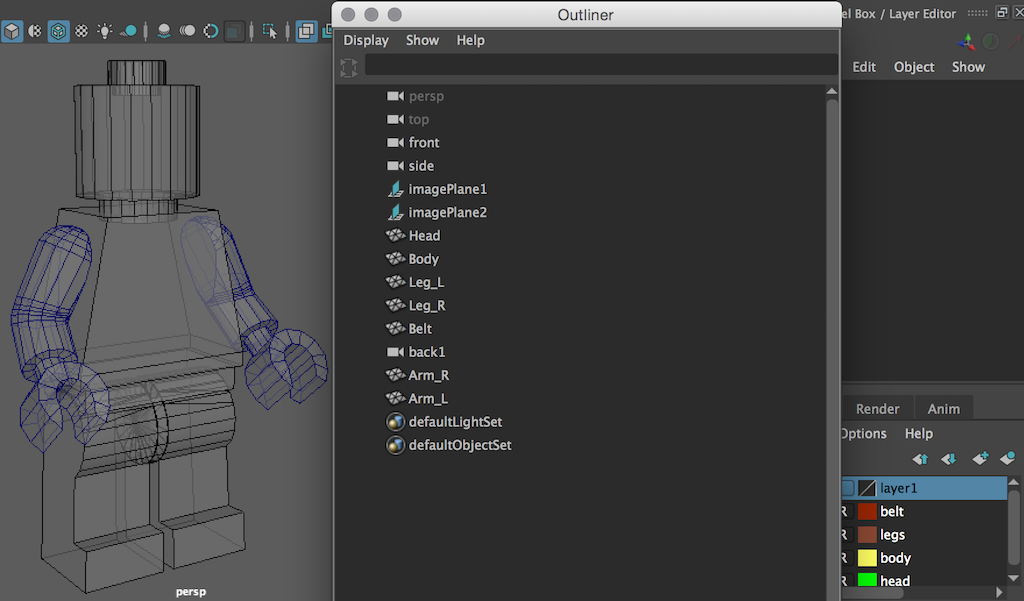 Outliner
Display Show Help
persp
top
front
side
imagePlane1
imagePlane2
Head
Body
Leg_L
Leg_R
Belt
back1
Arm_R
Arm_L
defaultLightSet
defaultObjectSet
persp
el Box / Layer Editor
Edit Object Show
Render Anim
Options Help
layer1
R belt
R legs
R body
R head